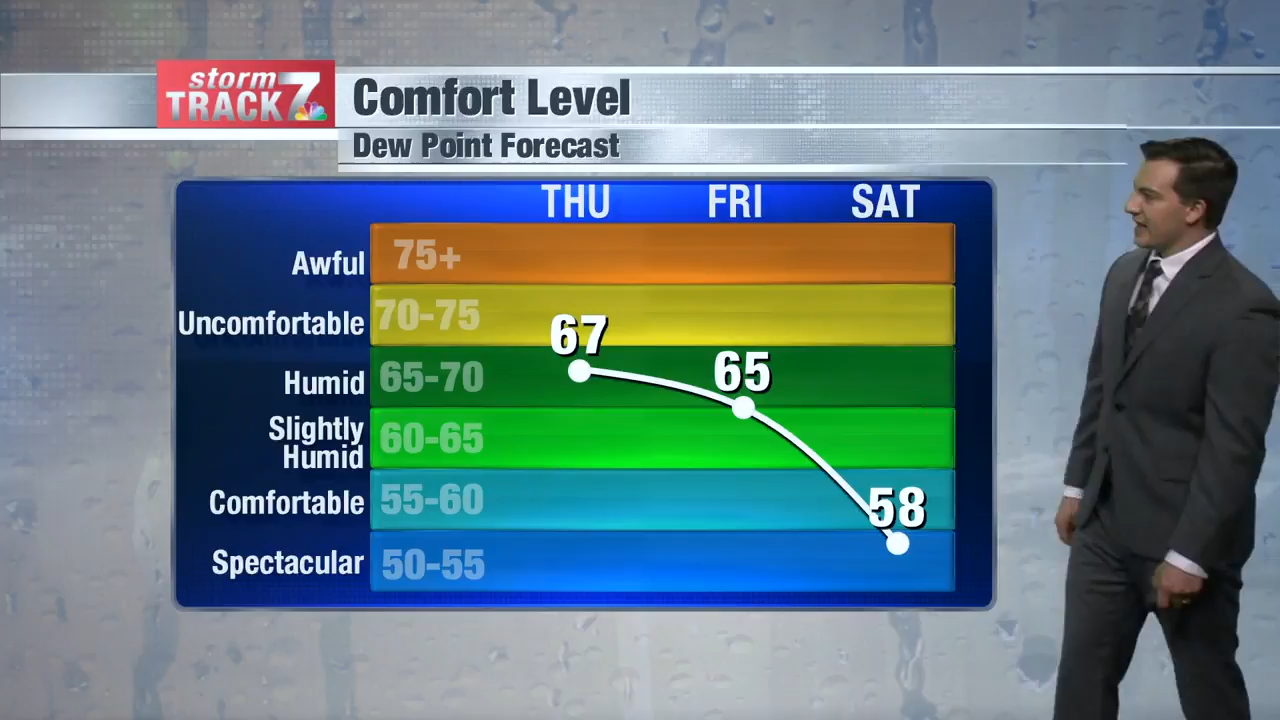 storm
TRACK 7
Comfort Level
Dew Point Forecast
THU FRI SAT
Awful 75+
Uncomfortable 70-75
67
Humid 65-70
65
Slightly
Humid 60-65
Comfortable 55-60
58
Spectacular 50-55